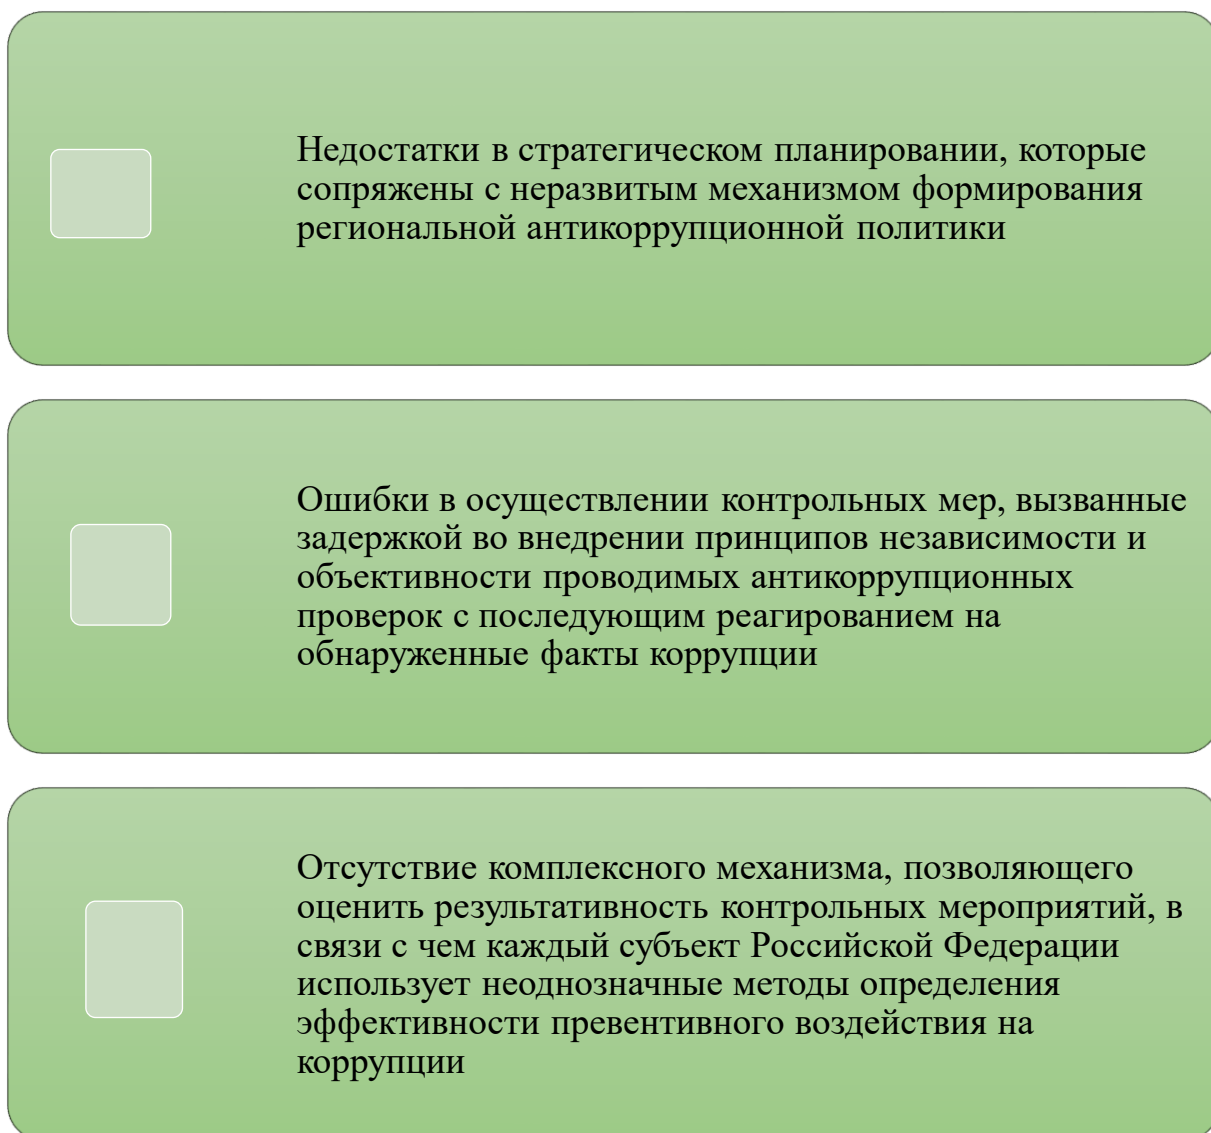 Недостатки в стратегическом планировании, которые
сопряжены с неразвитым механизмом формирования
региональной антикоррупционной политики
Ошибки в осуществлении контрольных мер, вызванные
задержкой во внедрении принципов независимости и
объективности проводимых антикоррупционных
проверок с последующим реагированием на
обнаруженные факты коррупции
Отсутствие комплексного механизма, позволяющего
оценить результативность контрольных мероприятий, в
связи с чем каждый субъект Российской Федерации
использует неоднозначные методы определения
эффективности превентивного воздействия на
коррупции